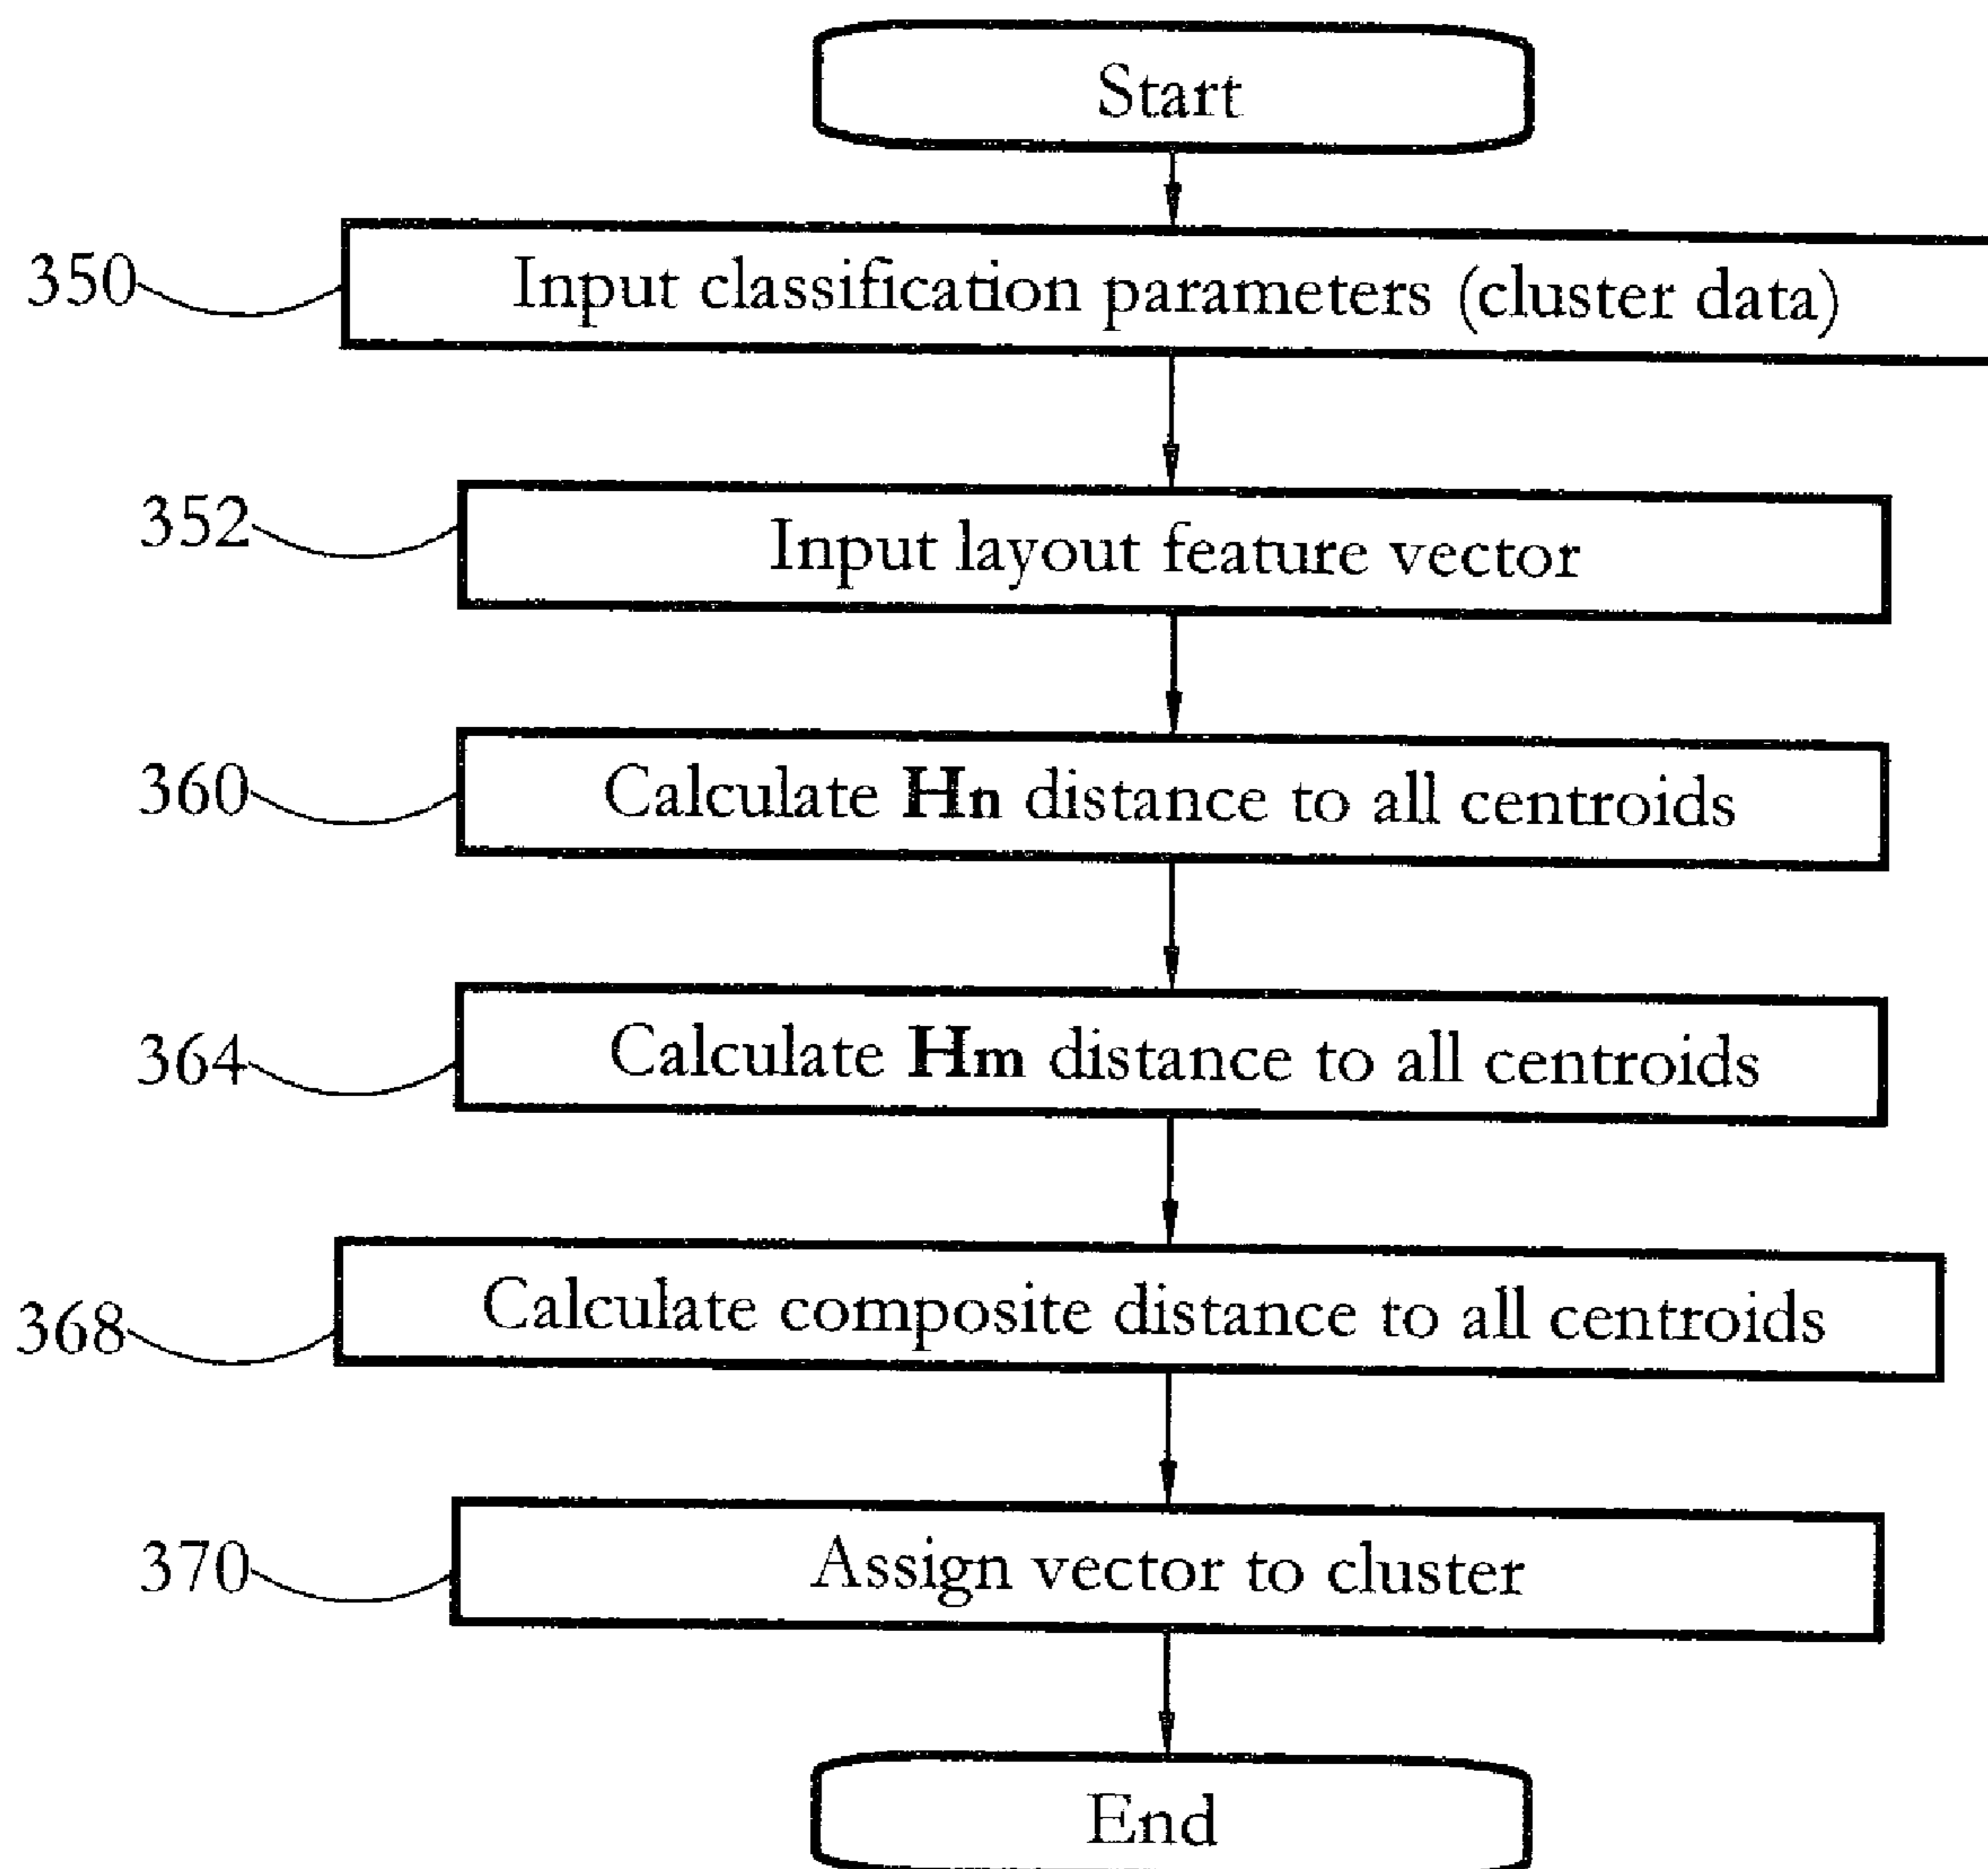 Start
350 Input classification parameters (cluster data)
352 Input layout feature vector
360 Calculate Hn distance to all centroids
364 Calculate Hm distance to all centroids
368 Calculate composite distance to all centroids
370 Assign vector to cluster
End